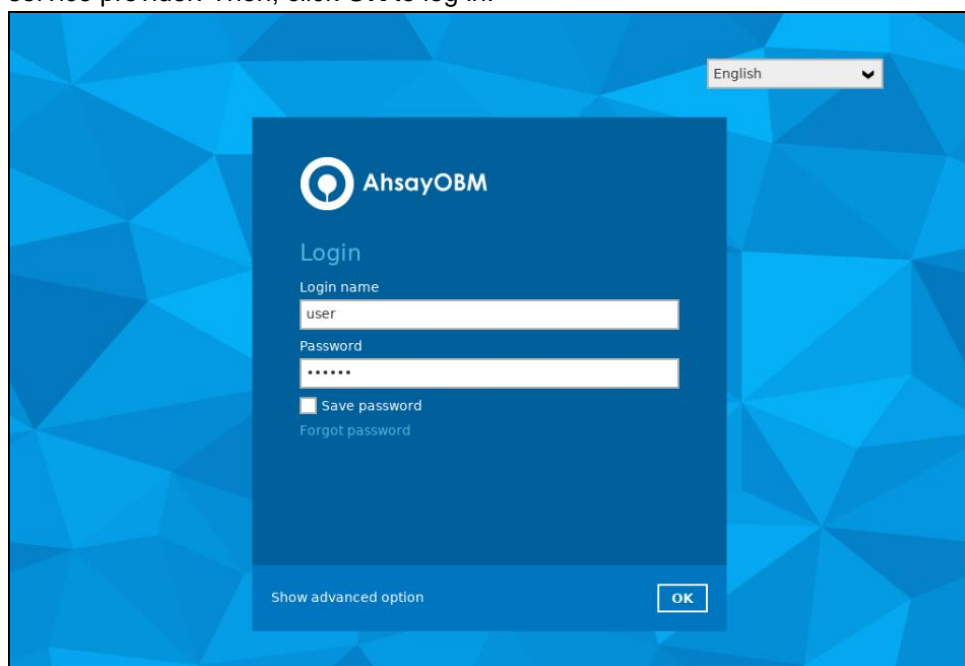 English
AhsayOBM
Login
Login name
user
Password
••••••
Save password
Forgot password
Show advanced option
OK